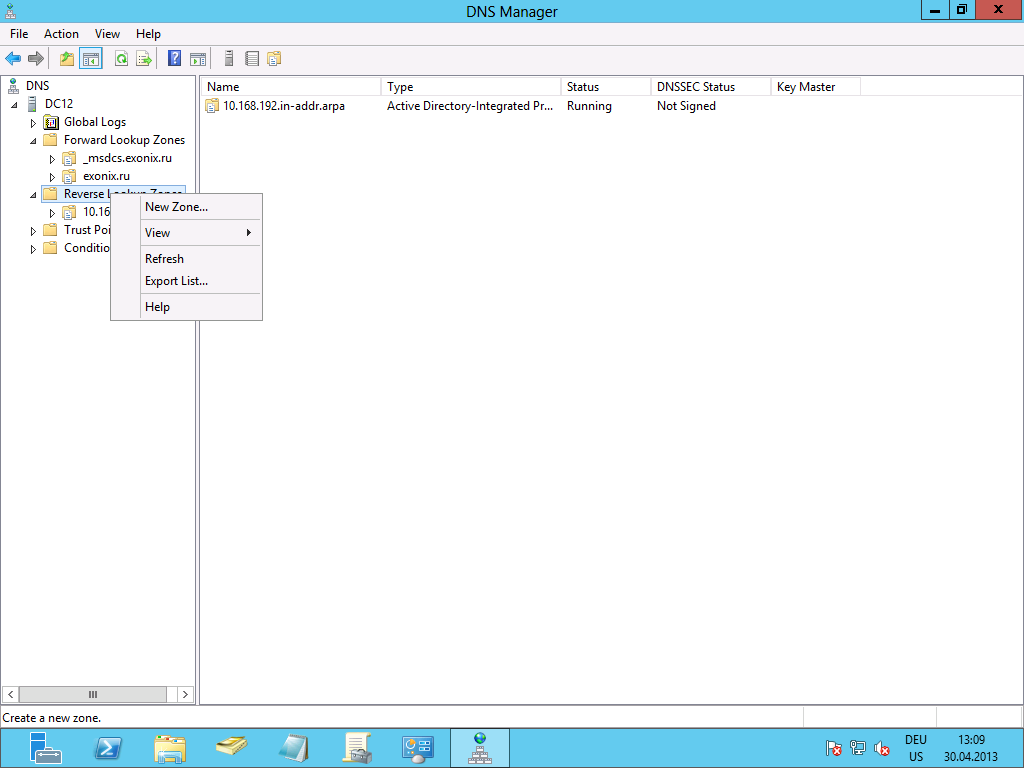 DNS Manager
File Action View Help
DNS
DC12
Global Logs
Forward Lookup Zones
_msdcs.exonix.ru
exonix.ru
Reverse Lookup Zones
10.16
Trust Poi
Conditio
New Zone...
View
Refresh
Export List...
Help
Name Type Status DNSSEC Status Key Master
10.168.192.in-addr.arpa Active Directory-Integrated Pr... Running Not Signed
Create a new zone.
DEU 13:09
US 30.04.2013